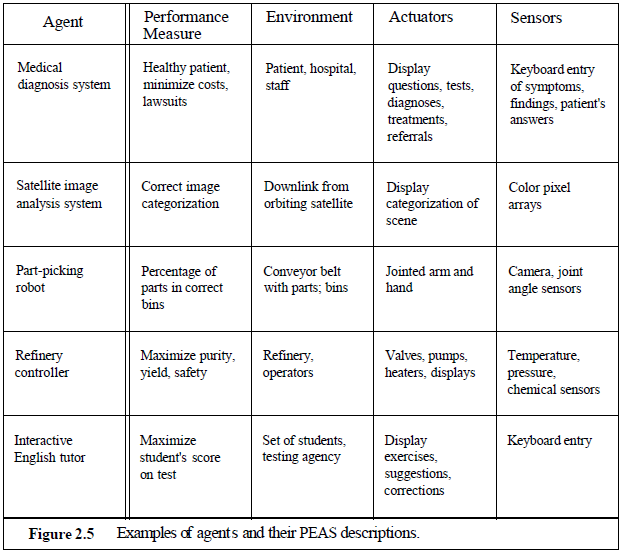 Agent
Performance
Measure
Environment
Actuators
Sensors
Medical
diagnosis system
Healthy patient,
minimize costs,
lawsuits
Patient, hospital,
staff
Display
questions, tests,
diagnoses,
treatments,
referrals
Keyboard entry
of symptoms,
findings, patient's
answers
Satellite image
analysis system
Correct image
categorization
Downlink from
orbiting satellite
Display
categorization of
scene
Color pixel
arrays
Part-picking
robot
Percentage of
parts in correct
bins
Conveyor belt
with parts; bins
Jointed arm and
hand
Camera, joint
angle sensors
Refinery
controller
Maximize purity,
yield, safety
Refinery,
operators
Valves, pumps,
heaters, displays
Temperature,
pressure,
chemical sensors
Interactive
English tutor
Maximize
student's score
on test
Set of students,
testing agency
Display
exercises,
suggestions,
corrections
Keyboard entry
Figure 2.5 Examples of agents and their PEAS descriptions.